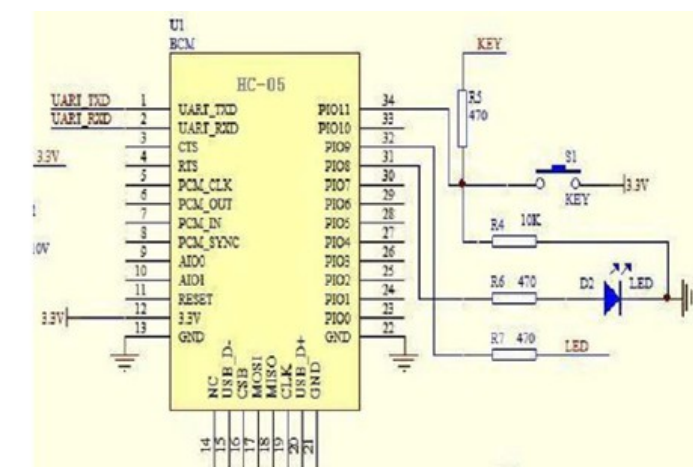 U1
BCM
HC-05
UART_TXD 1 UART_TXD
UART_RXD 2 UART_RXD
3 CTS
3.3V 4 RTS
5 PCM_CLK
6 PCM_OUT
7 PCM_IN
8 PCM_SYNC
9 AIO0
10 AIO1
11 RESET
3.3V 12 3.3V
13 GND
PIO11 34
PIO10 33
PIO9 32
PIO8 31
PIO7 30
PIO6 29
PIO5 28
PIO4 27
PIO3 26
PIO2 25
PIO1 24
PIO0 23
GND 22
NC 14
USB_D- 15
CSB 16
MOSI 17
MISO 18
CLK 19
USB_D+ 20
GND 21
KEY
R5
470
S1
KEY
3.3V
R4 10K
R6 470
D2 LED
R7 470 LED